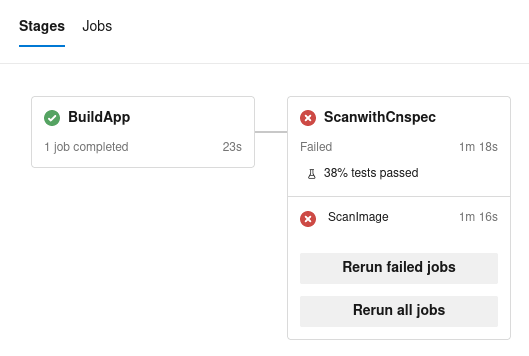 Stages Jobs
BuildApp
1 job completed 23s
ScanwithCnspec
Failed 1m 18s
38% tests passed
ScanImage 1m 16s
Rerun failed jobs
Rerun all jobs